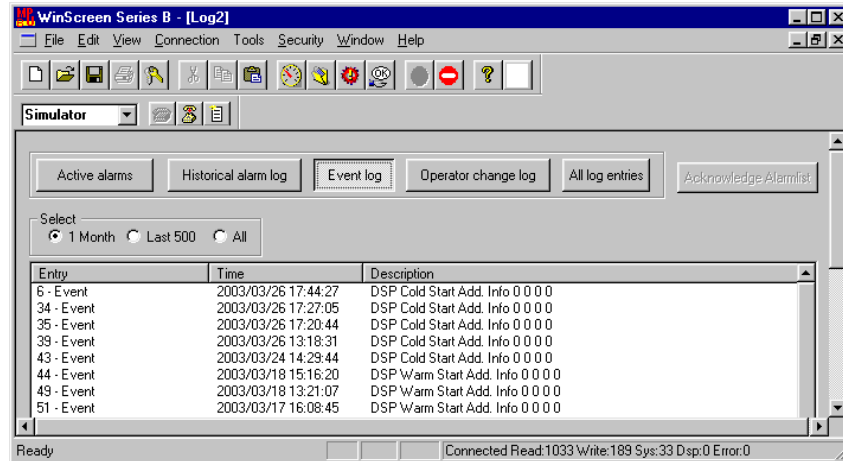 WinScreen Series B - [Log2]
File Edit View Connection Tools Security Window Help
OK
Simulator
Active alarms Historical alarm log Event log Operator change log All log entries Acknowledge Alarmlist
Select
1 Month Last 500 All
Entry Time Description
6 - Event 2003/03/26 17:44:27 DSP Cold Start Add. Info 0 0 0 0
34 - Event 2003/03/26 17:27:05 DSP Cold Start Add. Info 0 0 0 0
35 - Event 2003/03/26 17:20:44 DSP Cold Start Add. Info 0 0 0 0
39 - Event 2003/03/26 13:18:31 DSP Cold Start Add. Info 0 0 0 0
43 - Event 2003/03/24 14:29:44 DSP Cold Start Add. Info 0 0 0 0
44 - Event 2003/03/18 15:16:20 DSP Warm Start Add. Info 0 0 0 0
49 - Event 2003/03/18 13:21:07 DSP Warm Start Add. Info 0 0 0 0
51 - Event 2003/03/17 16:08:45 DSP Warm Start Add. Info 0 0 0 0
Ready Connected Read:1033 Write:189 Sys:33 Dsp:0 Error:0